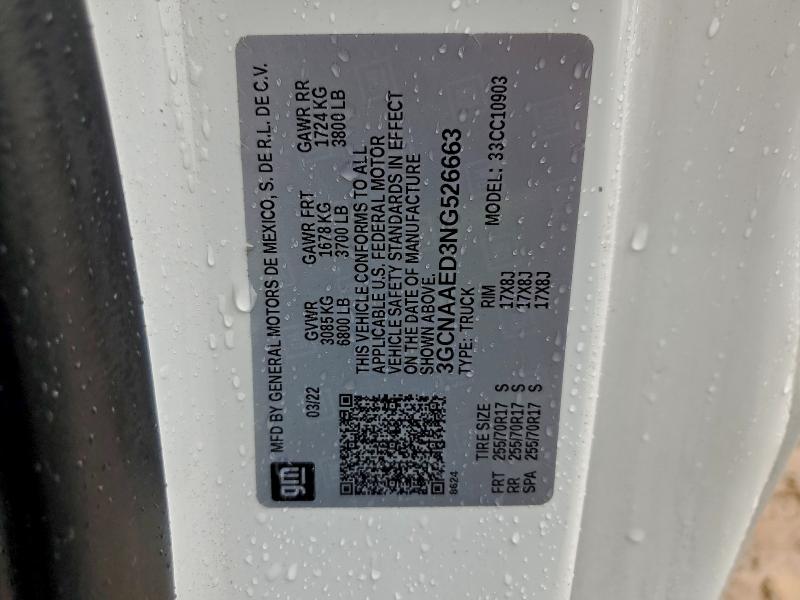 gm
MFD BY GENERAL MOTORS DE MEXICO, S. DE R.L. DE C.V.
03/22
GVWR GAWR FRT GAWR RR
3085 KG 1678 KG 1724 KG
6800 LB 3700 LB 3800 LB
THIS VEHICLE CONFORMS TO ALL
APPLICABLE U.S. FEDERAL MOTOR
VEHICLE SAFETY STANDARDS IN EFFECT
ON THE DATE OF MANUFACTURE
SHOWN ABOVE.
3GCNAAED3NG526663
TYPE: TRUCK MODEL: 33CC10903
8624
TIRE SIZE RIM
FRT 255/70R17 S 17X8J
RR 255/70R17 S 17X8J
SPA 255/70R17 S 17X8J